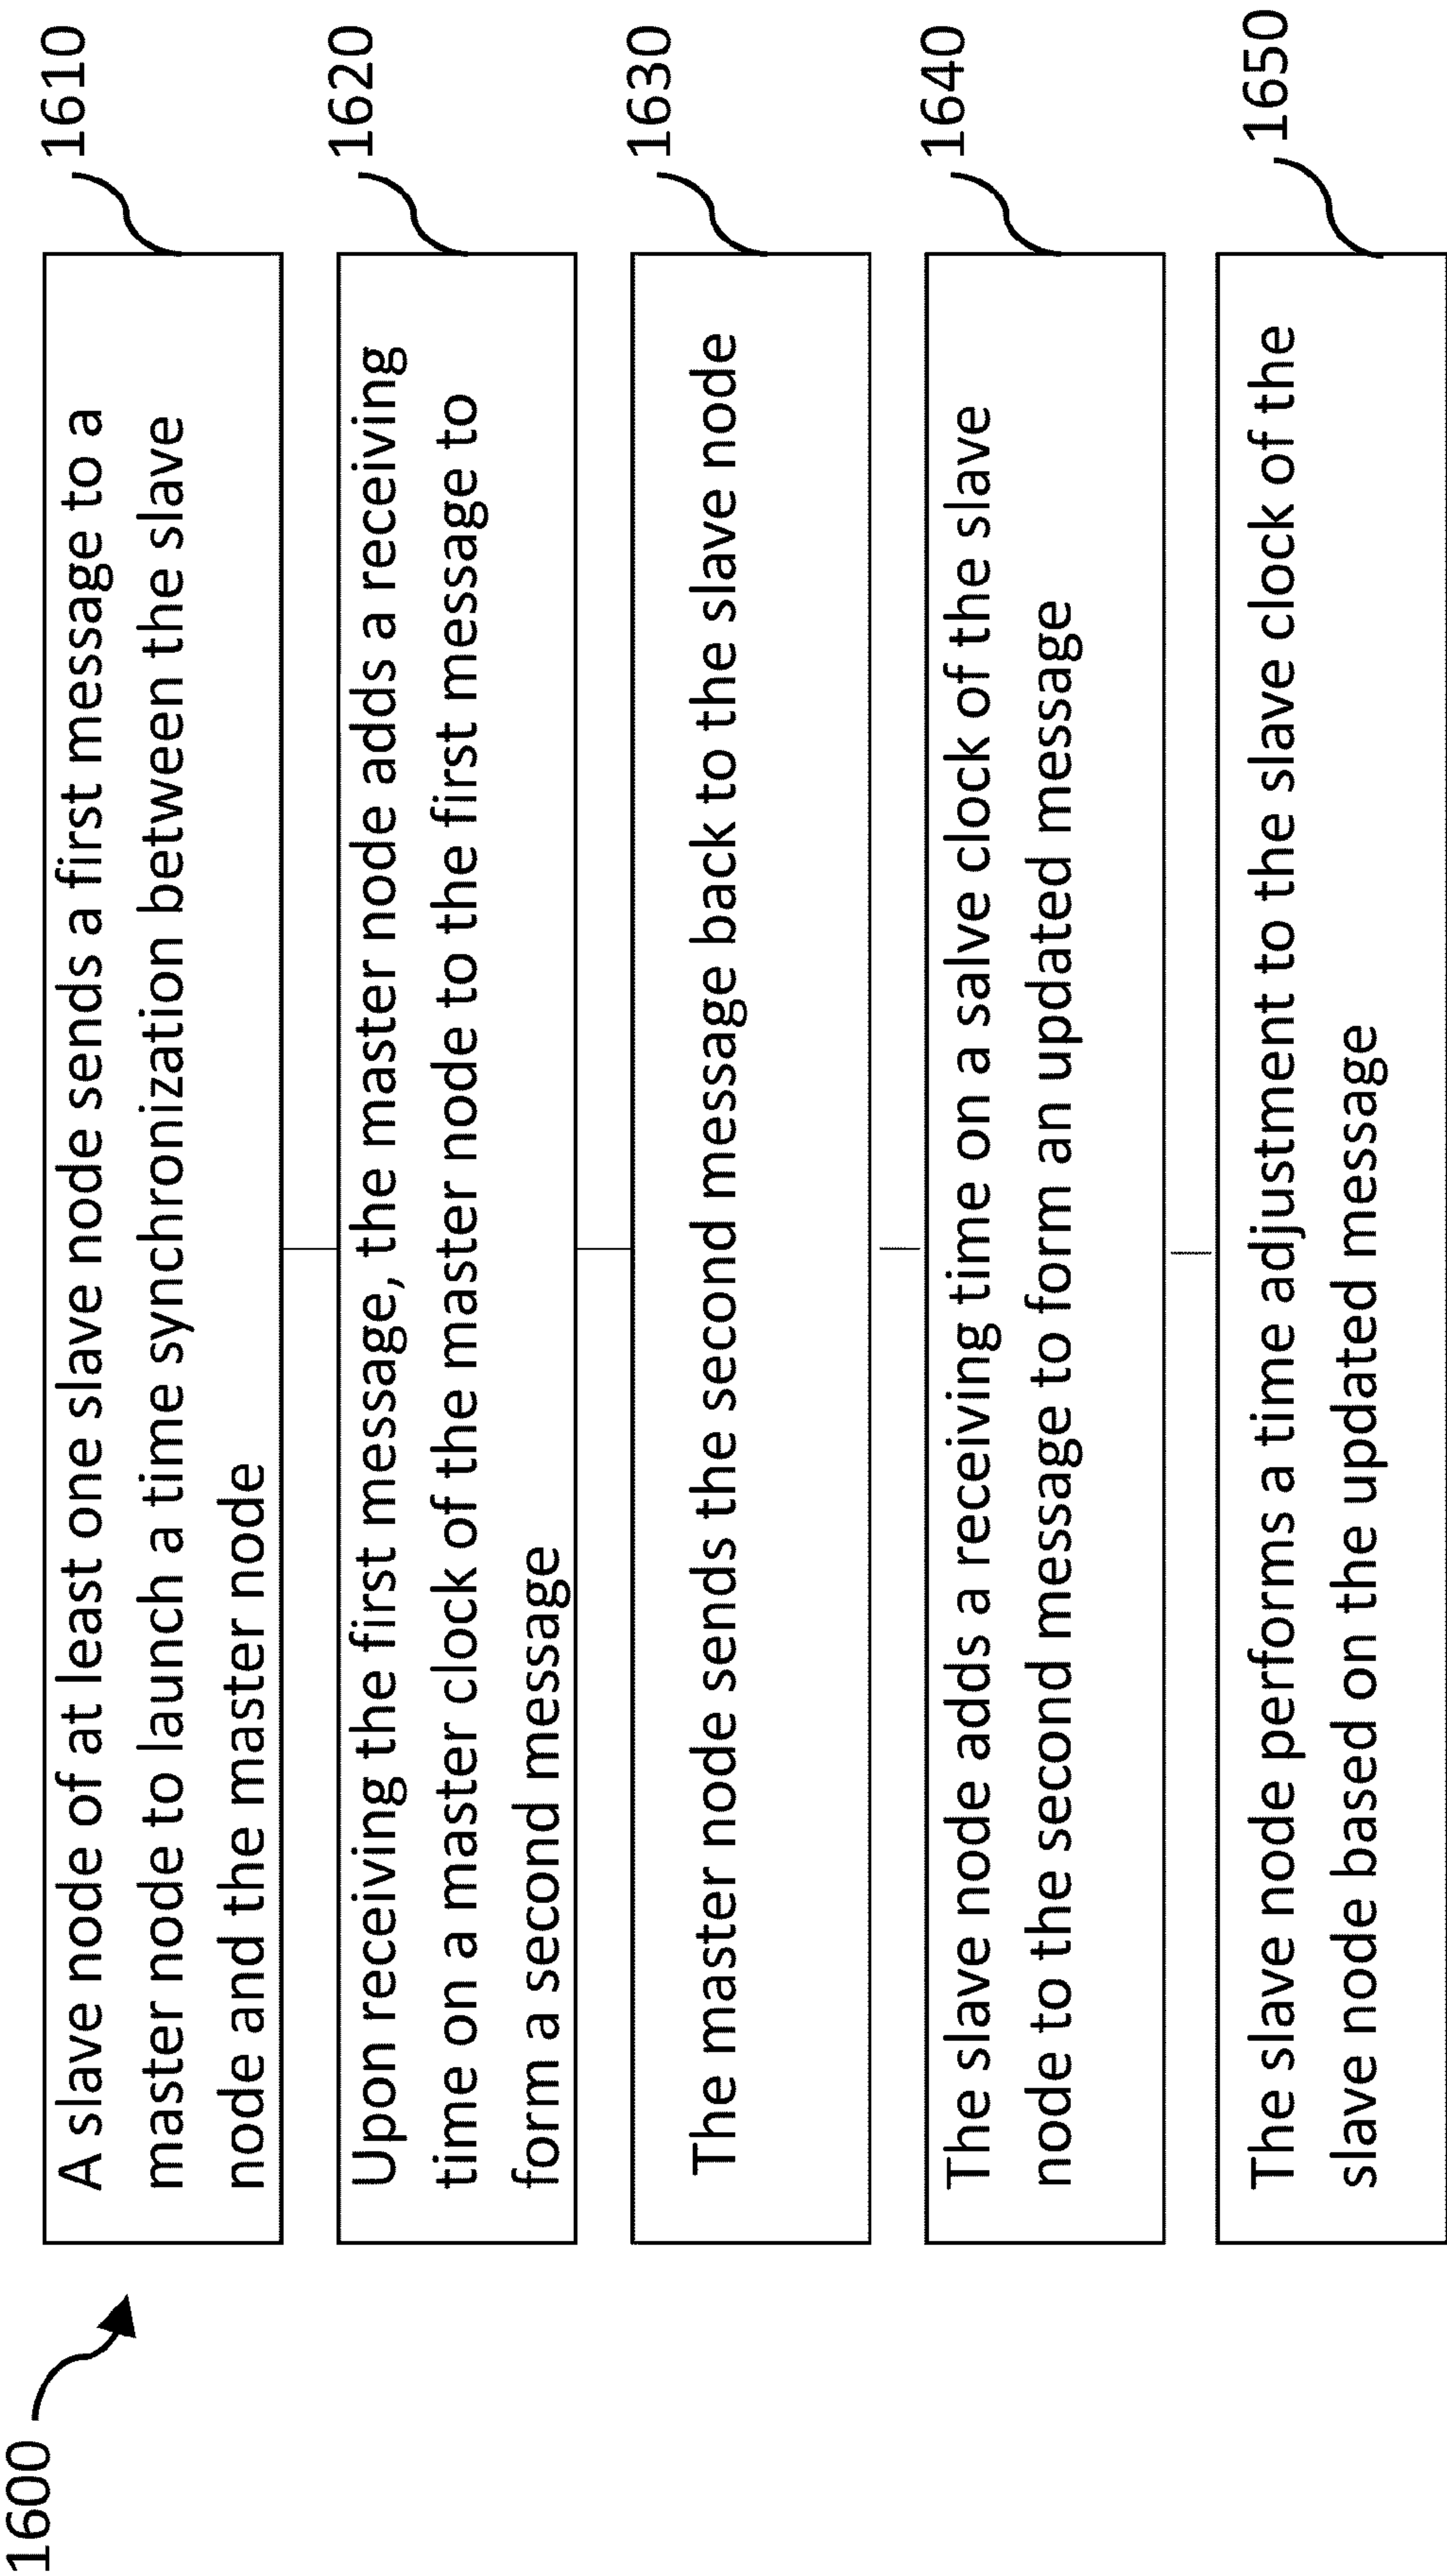 1600
A slave node of at least one slave node sends a first message to a
master node to launch a time synchronization between the slave
node and the master node
1610
Upon receiving the first message, the master node adds a receiving
time on a master clock of the master node to the first message to
form a second message
1620
The master node sends the second message back to the slave node
1630
The slave node adds a receiving time on a salve clock of the slave
node to the second message to form an updated message
1640
The slave node performs a time adjustment to the slave clock of the
slave node based on the updated message
1650